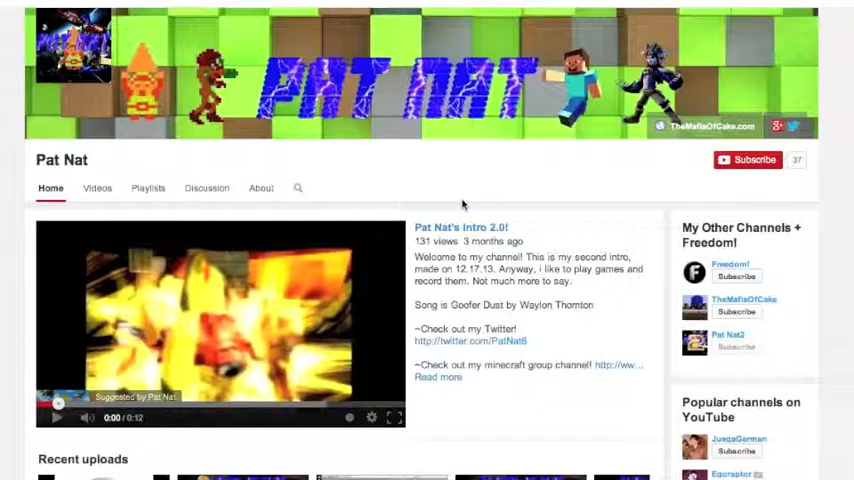 PAT NAT
PAT NAT
TheMafiaOfCake.com
Pat Nat
Subscribe
37
Home
Videos
Playlists
Discussion
About
Pat Nat's Intro 2.0!
131 views 3 months ago
Welcome to my channel! This is my second intro,
made on 12.17.13. Anyway, i like to play games and
record them. Not much more to say.
Song is Goofer Dust by Waylon Thornton
~Check out my Twitter!
http://twitter.com/PatNat6
~Check out my minecraft group channel! http://ww...
Read more
Suggested by Pat Nat
0:00 / 0:12
My Other Channels +
Freedom!
Freedom!
Subscribe
TheMafiaOfCake
Subscribe
Pat Nat2
Subscribe
Popular channels on
YouTube
JuegaGerman
Subscribe
Egoraptor
Recent uploads